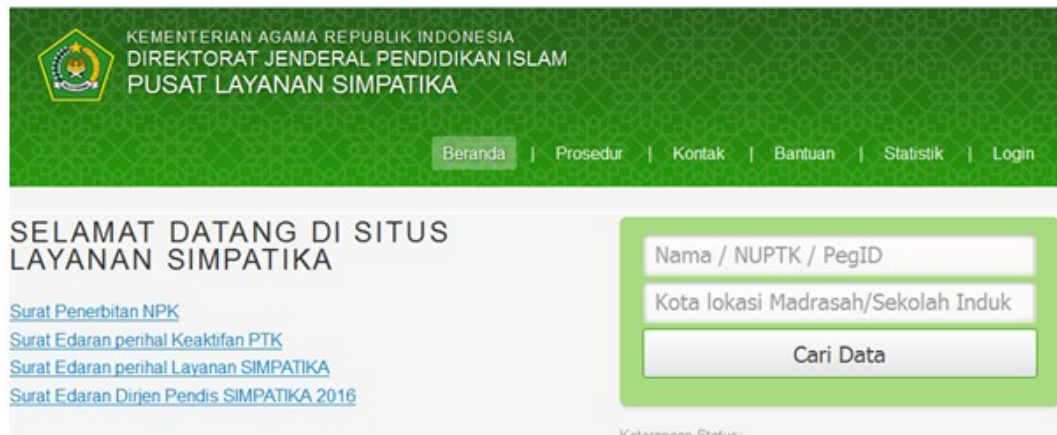 KEMENTERIAN AGAMA REPUBLIK INDONESIA
DIREKTORAT JENDERAL PENDIDIKAN ISLAM
PUSAT LAYANAN SIMPATIKA
Beranda | Prosedur | Kontak | Bantuan | Statistik | Login
SELAMAT DATANG DI SITUS
LAYANAN SIMPATIKA
Surat Penerbitan NPK
Surat Edaran perihal Keaktifan PTK
Surat Edaran perihal Layanan SIMPATIKA
Surat Edaran Dirjen Pendis SIMPATIKA 2016
Nama / NUPTK / PegID
Kota lokasi Madrasah/Sekolah Induk
Cari Data
Keterangan Status: